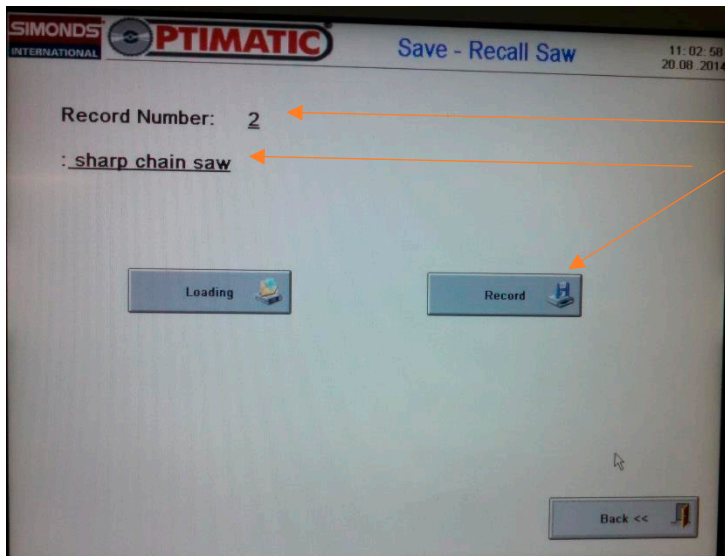 SIMONDS
INTERNATIONAL
OPTIMATIC
Save - Recall Saw
11:02:58
20.08.2014
Record Number: 2
: sharp chain saw
Loading
Record
Back <<